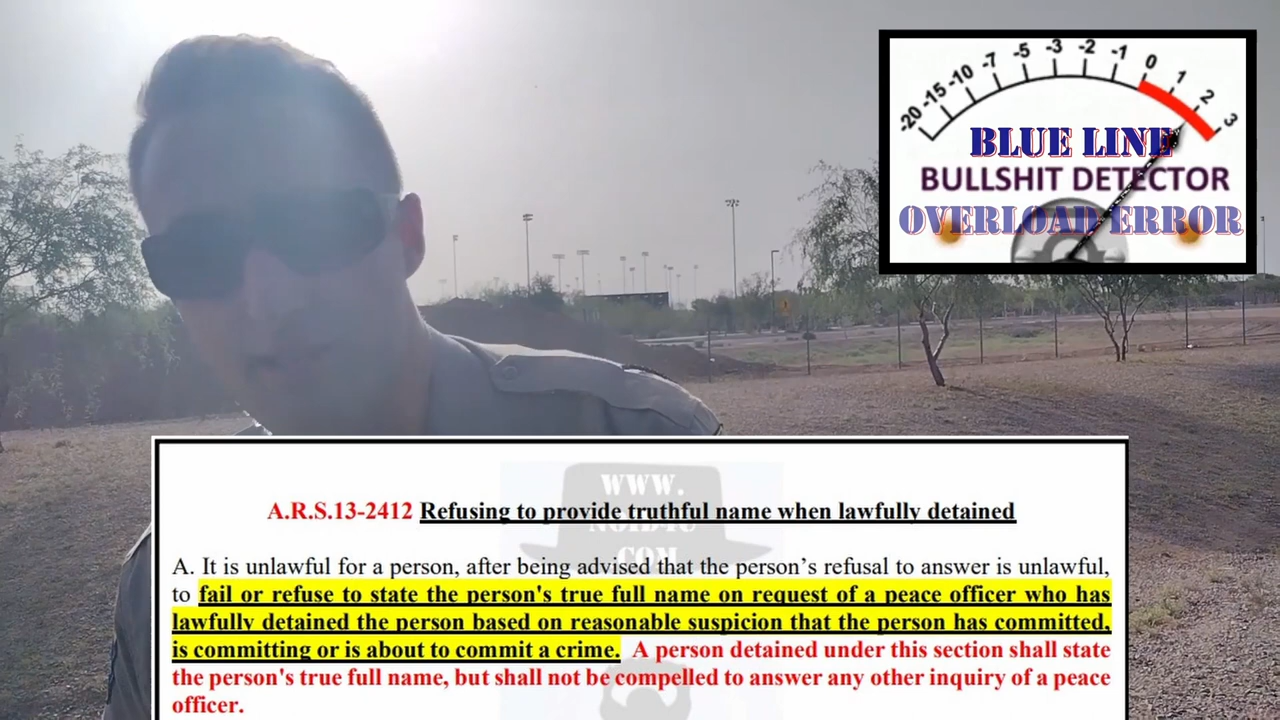 -20 -15 -10 -7 -5 -3 -2 -1 0 1 2 3
BLUE LINE
BULLSHIT DETECTOR
OVERLOAD ERROR
WWW.
COM
A.R.S.13-2412 Refusing to provide truthful name when lawfully detained
A. It is unlawful for a person, after being advised that the person's refusal to answer is unlawful,
to fail or refuse to state the person's true full name on request of a peace officer who has
lawfully detained the person based on reasonable suspicion that the person has committed,
is committing or is about to commit a crime. A person detained under this section shall state
the person's true full name, but shall not be compelled to answer any other inquiry of a peace
officer.